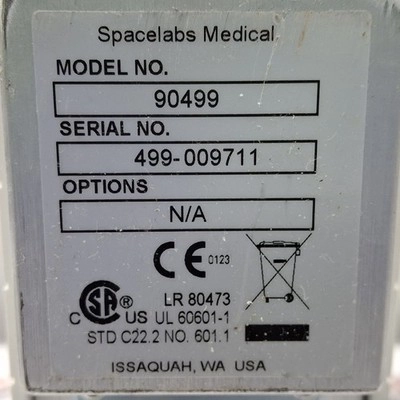 Spacelabs Medical
MODEL NO.
90499
SERIAL NO.
499-009711
OPTIONS
N/A
CE 0123
C SA ® US LR 80473
UL 60601-1
STD C22.2 NO. 601.1
ISSAQUAH, WA USA